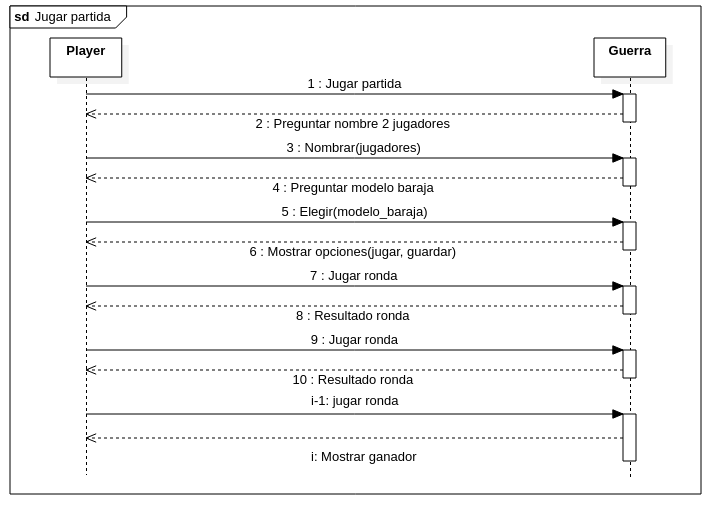 sd Jugar partida
Player
Guerra
1 : Jugar partida
2 : Preguntar nombre 2 jugadores
3 : Nombrar(jugadores)
4 : Preguntar modelo baraja
5 : Elegir(modelo_baraja)
6 : Mostrar opciones(jugar, guardar)
7 : Jugar ronda
8 : Resultado ronda
9 : Jugar ronda
10 : Resultado ronda
i-1: jugar ronda
i: Mostrar ganador